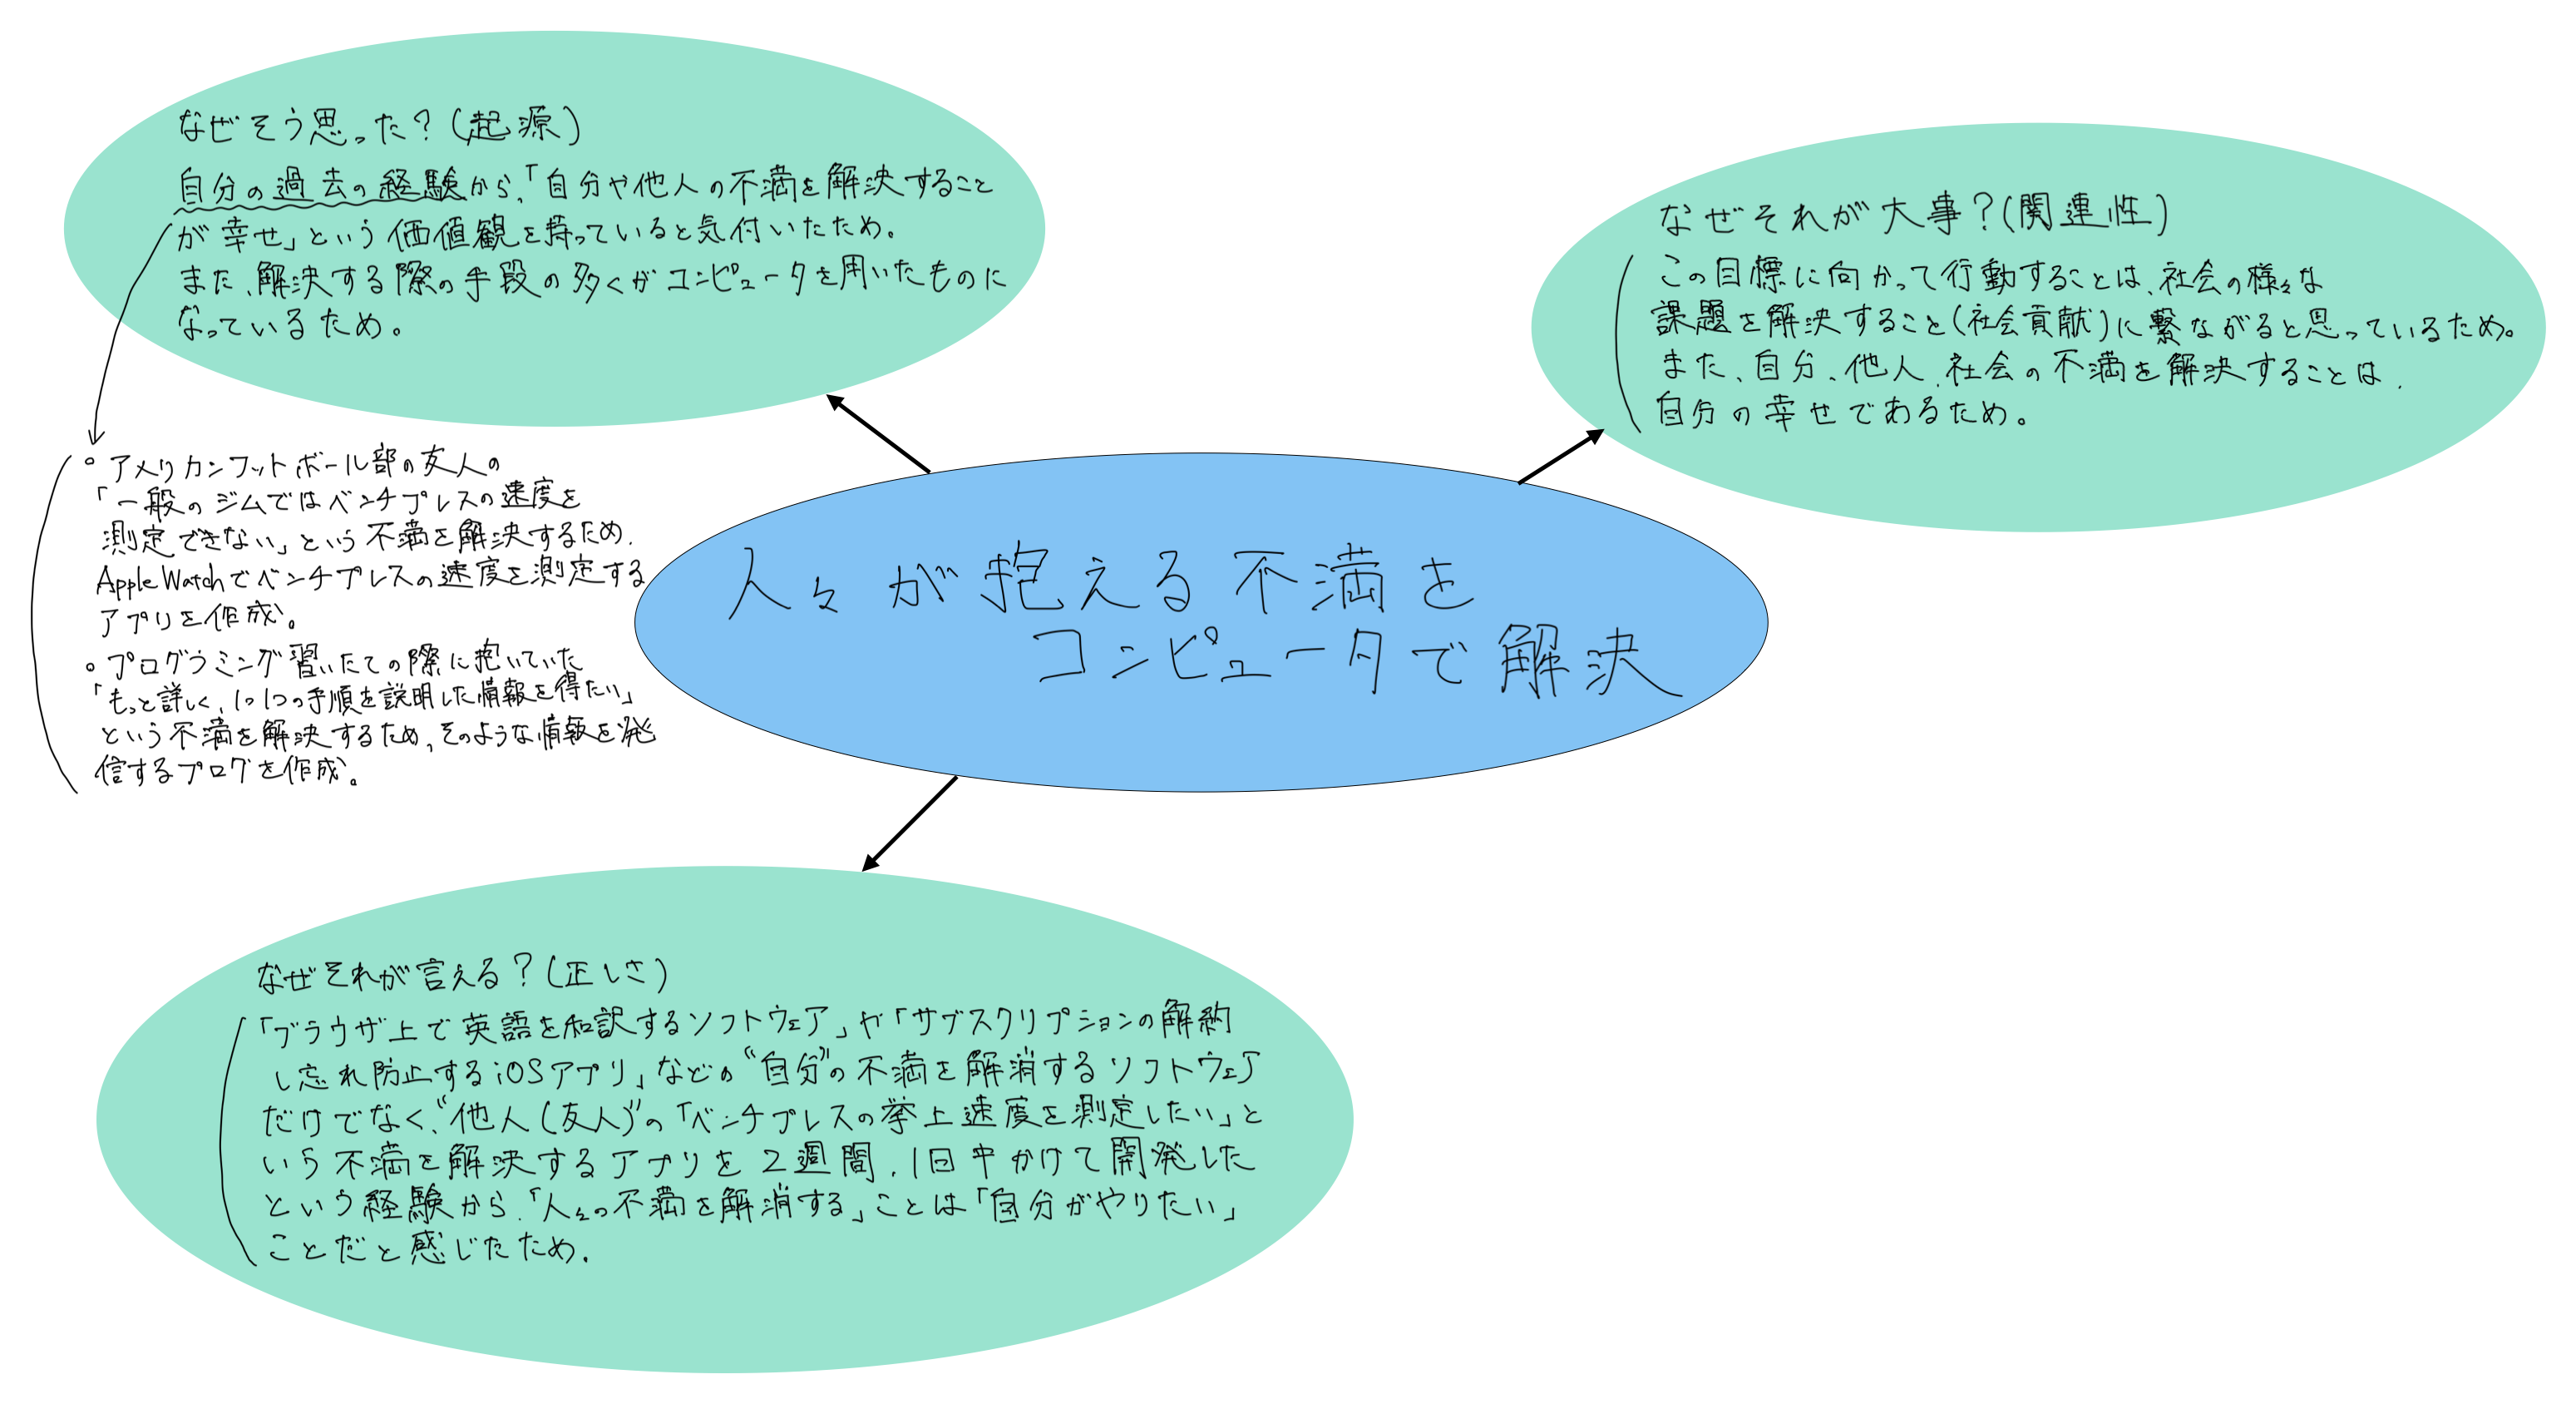 なぜそう思った？(起源)
自分の過去の経験から、「自分や他人の不満を解決すること
が幸せ」という価値観を持っていると気付いたため。
また、解決する際の手段の多くがコンピュータを用いたものに
なっているため。
。アメリカンフットボール部の友人の
「一般のジムではベンチプレスの速度を
測定できない」という不満を解決するため、
Apple Watchでベンチプレスの速度を測定する
アプリを作成。
。プログラミング習いたての際に抱いていた
「もっと詳しく、1つ1つの手順を説明した情報を得たい」
という不満を解決するため、そのような情報を発
信するブログを作成。
なぜそれが大事？(関連性)
この目標に向かって行動することは、社会の様々な
課題を解決すること(社会貢献)に繋ながると思っているため。
また、自分、他人、社会の不満を解決することは、
自分の幸せであるため。
人々が抱える不満を
コンピュータで解決
なぜそれが言える？(正しさ)
「ブラウザ上で英語を和訳するソフトウェア」や「サブスクリプションの解約
し忘れ防止するiOSアプリ」などの“自分”の不満を解消するソフトウェア
だけでなく、“他人(友人)”の「ベンチプレスの挙上速度を測定したい」と
いう不満を解決するアプリを2週間、1日中かけて開発した
という経験から、「人々の不満を解消する」ことは「自分がやりたい」
ことだと感じたため、